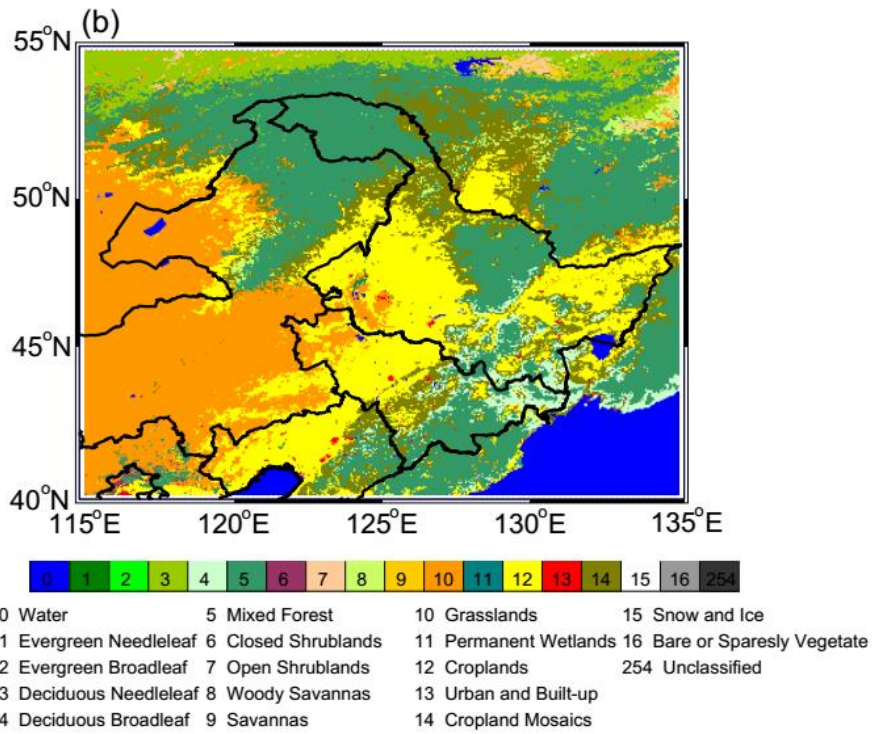 (b)
55°N
50°N
45°N
40°N
115°E 120°E 125°E 130°E 135°E
0 1 2 3 4 5 6 7 8 9 10 11 12 13 14 15 16 254
0 Water 5 Mixed Forest 10 Grasslands 15 Snow and Ice
1 Evergreen Needleleaf 6 Closed Shrublands 11 Permanent Wetlands 16 Bare or Sparesly Vegetate
2 Evergreen Broadleaf 7 Open Shrublands 12 Croplands 254 Unclassified
3 Deciduous Needleleaf 8 Woody Savannas 13 Urban and Built-up
4 Deciduous Broadleaf 9 Savannas 14 Cropland Mosaics